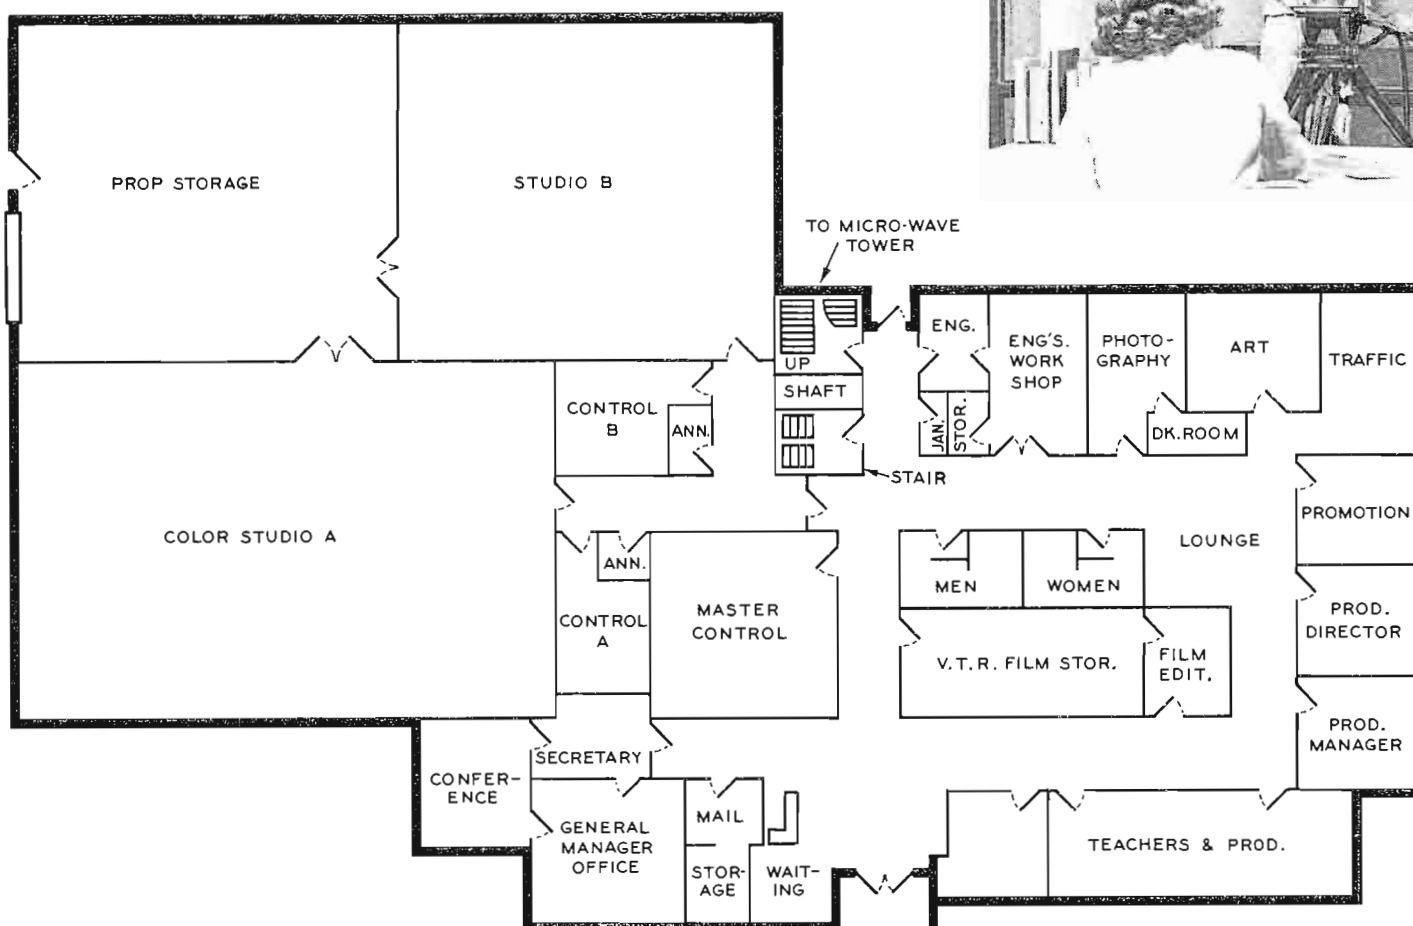 PROP STORAGE
STUDIO B
TO MICRO-WAVE
TOWER
UP
SHAFT
STAIR
ENG.
JAN.
STOR.
ENG'S.
WORK
SHOP
PHOTO-
GRAPHY
DK. ROOM
ART
TRAFFIC
CONTROL
B
ANN.
COLOR STUDIO A
ANN.
CONTROL
A
MASTER
CONTROL
MEN
WOMEN
LOUNGE
PROMOTION
PROD.
DIRECTOR
V.T.R. FILM STOR.
FILM
EDIT.
PROD.
MANAGER
SECRETARY
CONFER-
ENCE
GENERAL
MANAGER
OFFICE
MAIL
STOR-
AGE
WAIT-
ING
TEACHERS & PROD.